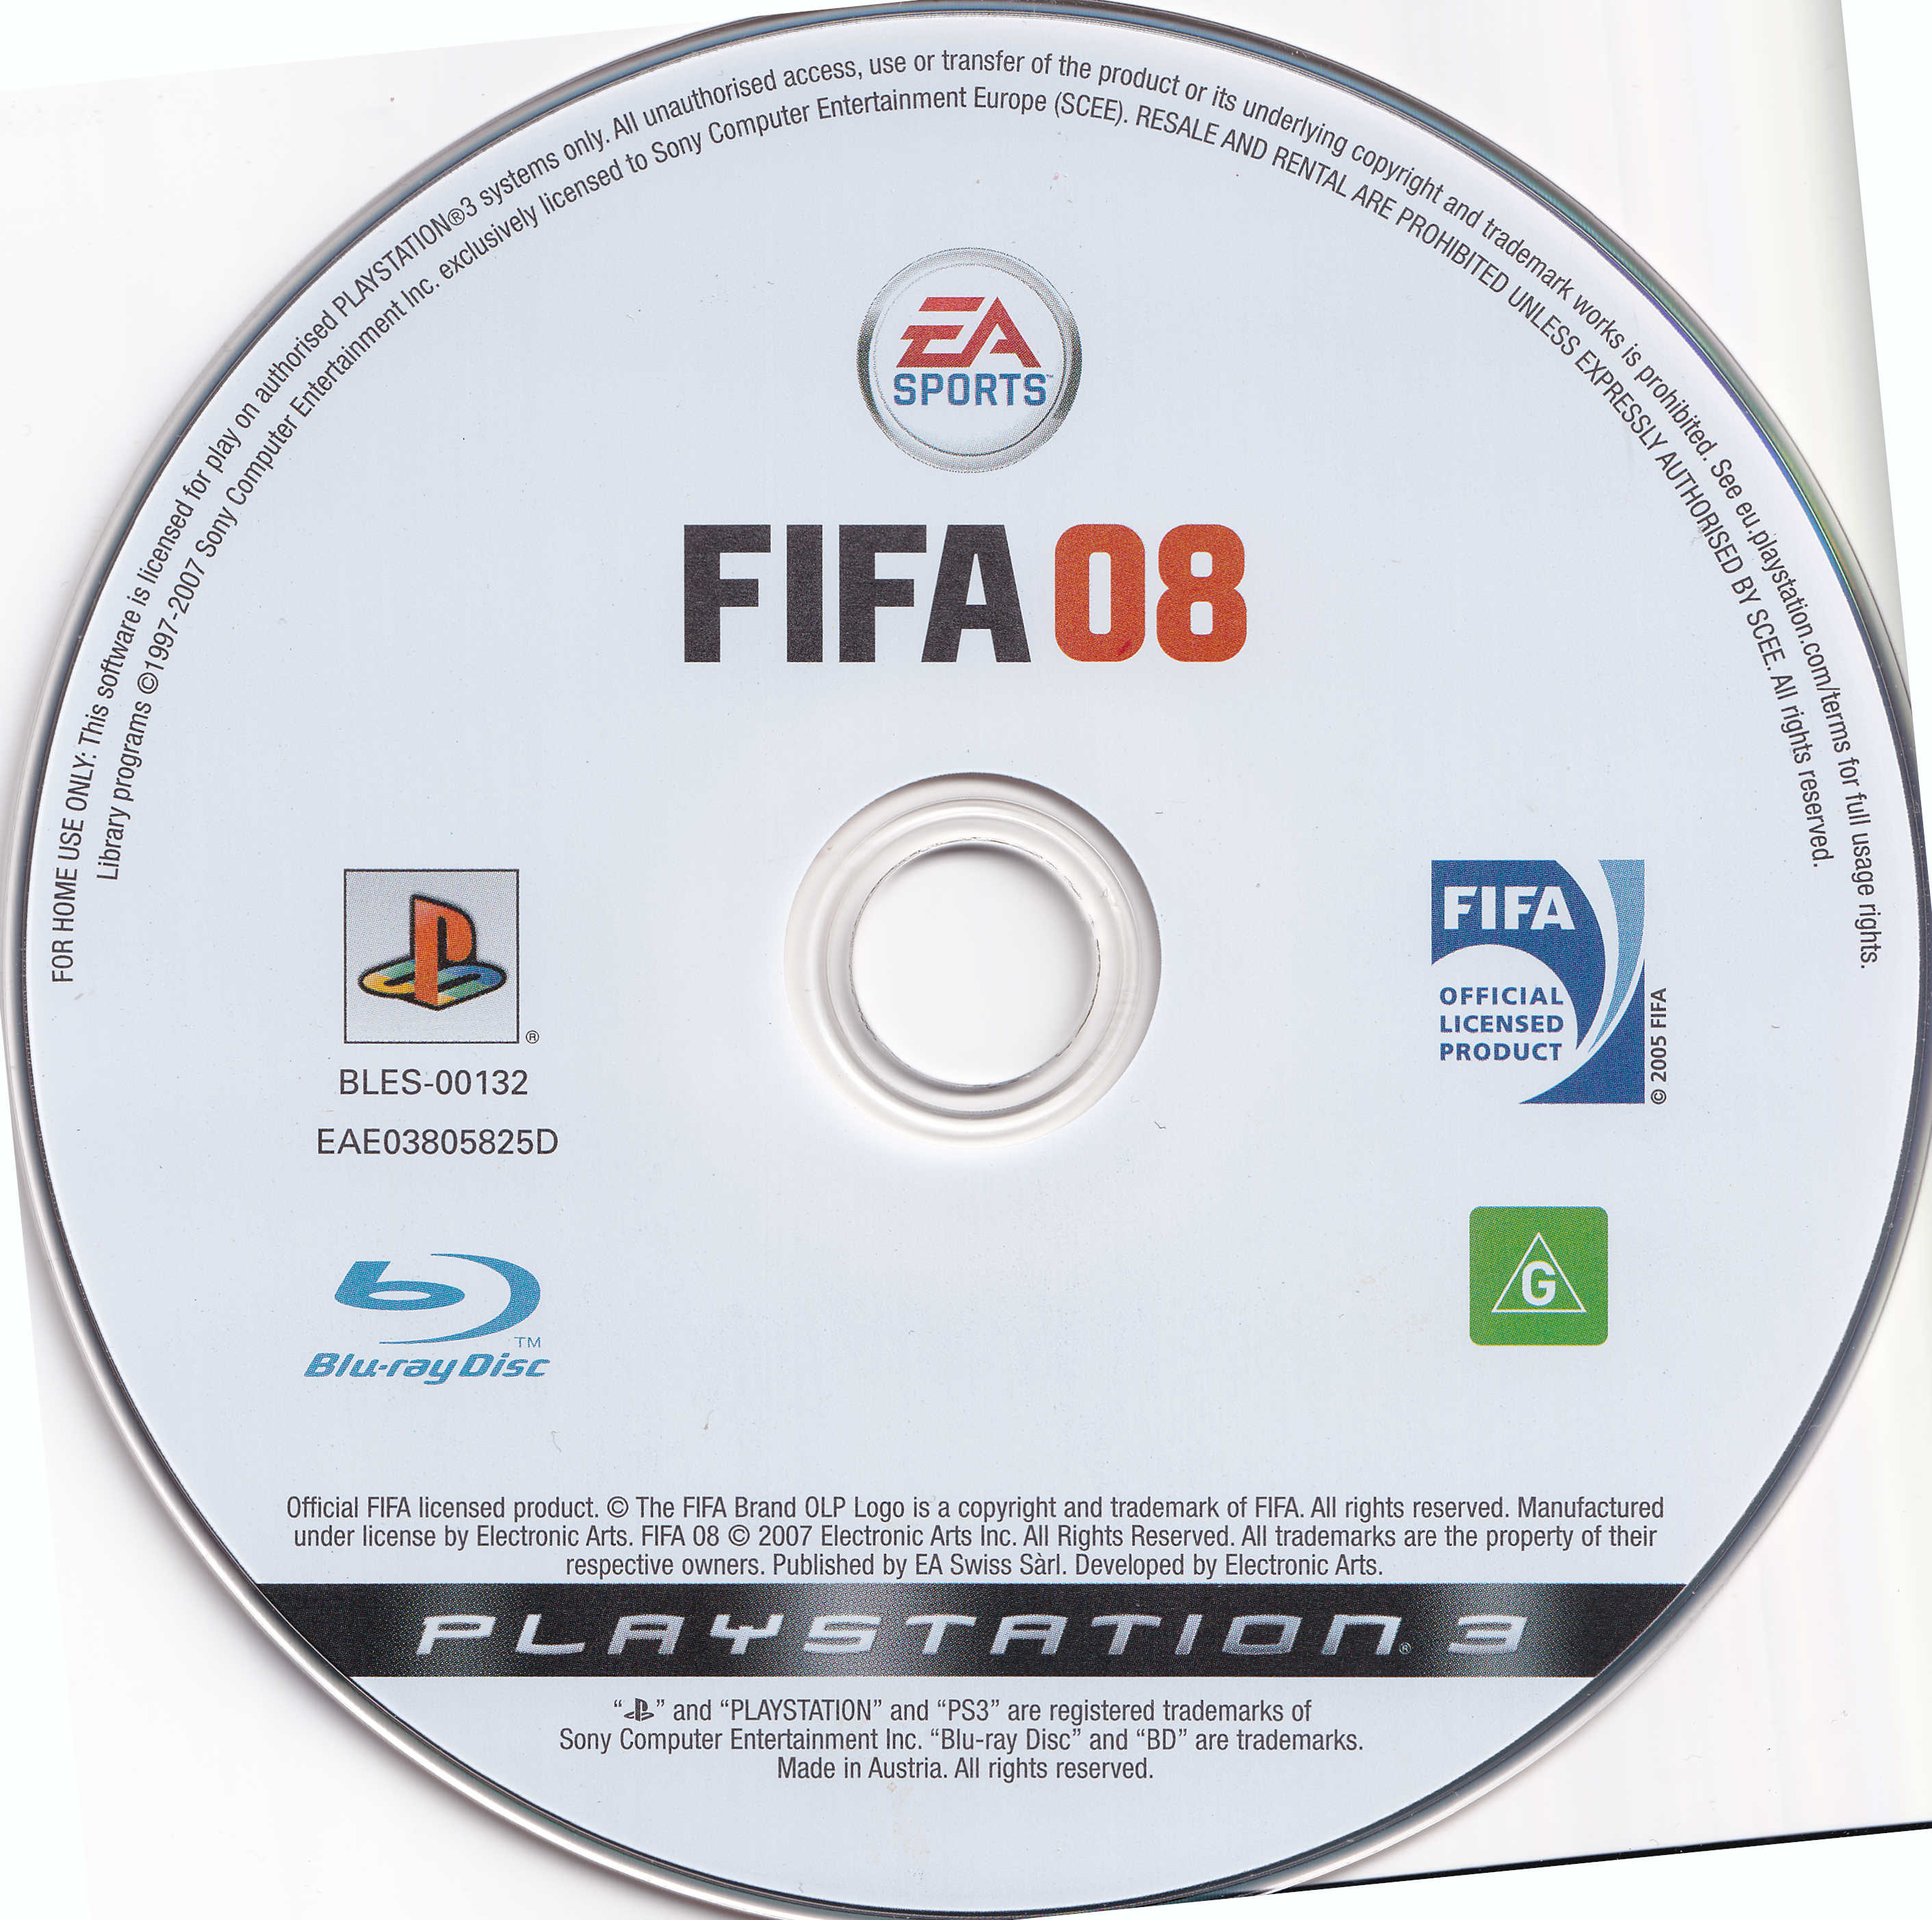 FOR HOME USE ONLY: This software is licensed for play on authorised PLAYSTATION®3 systems only. All unauthorised access, use or transfer of the product or its underlying copyright and trademark works is prohibited. See eu.playstation.com/terms for full usage rights.
Library programs ©1997-2007 Sony Computer Entertainment Inc. exclusively licensed to Sony Computer Entertainment Europe (SCEE). RESALE AND RENTAL ARE PROHIBITED UNLESS EXPRESSLY AUTHORISED BY SCEE. All rights reserved.
EA
SPORTS™
FIFA 08
®
BLES-00132
EAE03805825D
FIFA
OFFICIAL
LICENSED
PRODUCT
© 2005 FIFA
G
TM
Blu-ray Disc
Official FIFA licensed product. © The FIFA Brand OLP Logo is a copyright and trademark of FIFA. All rights reserved. Manufactured
under license by Electronic Arts. FIFA 08 © 2007 Electronic Arts Inc. All Rights Reserved. All trademarks are the property of their
respective owners. Published by EA Swiss Sàrl. Developed by Electronic Arts.
PLAYSTATION®3
“PS” and “PLAYSTATION” and “PS3” are registered trademarks of
Sony Computer Entertainment Inc. “Blu-ray Disc” and “BD” are trademarks.
Made in Austria. All rights reserved.